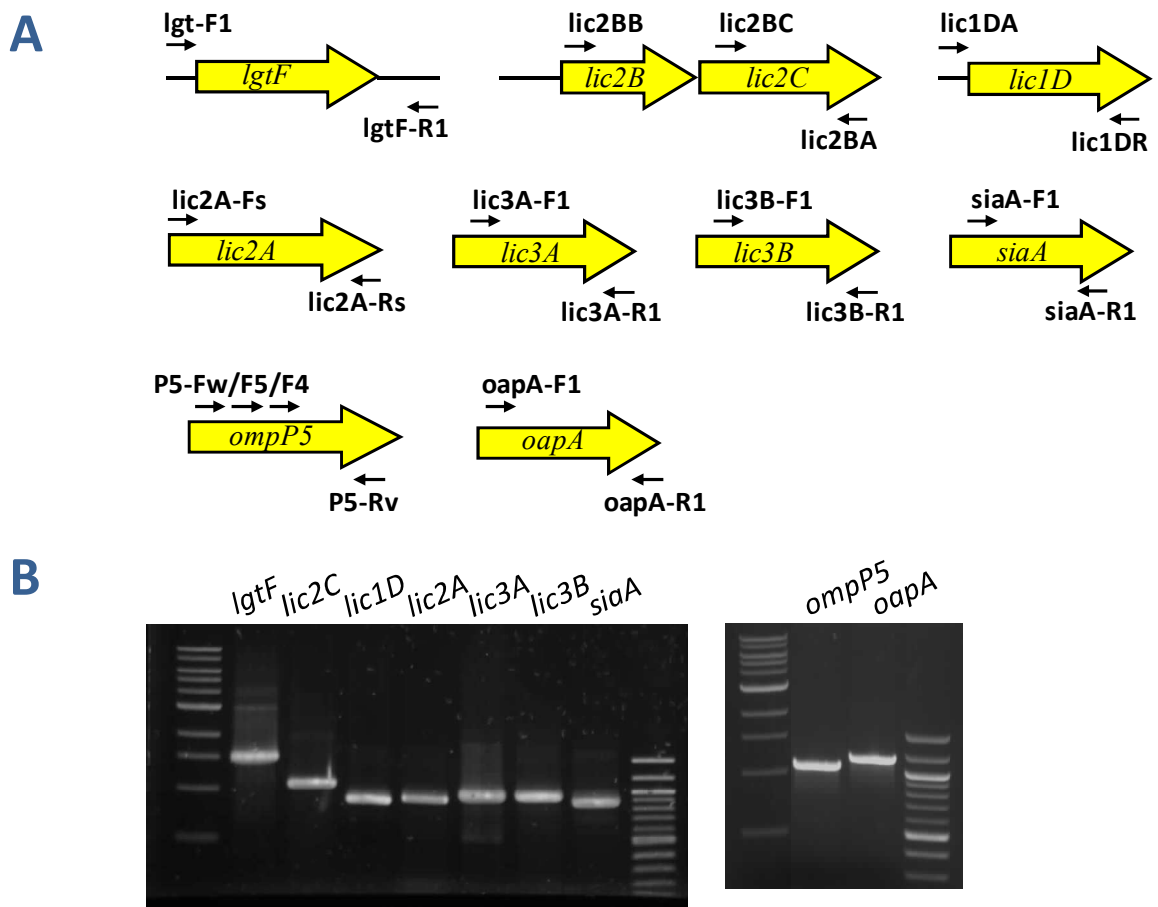 A
lgt-F1
lic2BB
lic2BC
lic1DA
lgtF
lic2B
lic2C
lic1D
lgtF-R1
lic2BA
lic1DR
lic2A-Fs
lic3A-F1
lic3B-F1
siaA-F1
lic2A
lic3A
lic3B
siaA
lic2A-Rs
lic3A-R1
lic3B-R1
siaA-R1
P5-Fw/F5/F4
oapA-F1
ompP5
oapA
P5-Rv
oapA-R1
B
lgtF
lic2C
lic1D
lic2A
lic3A
lic3B
siaA
ompP5
oapA